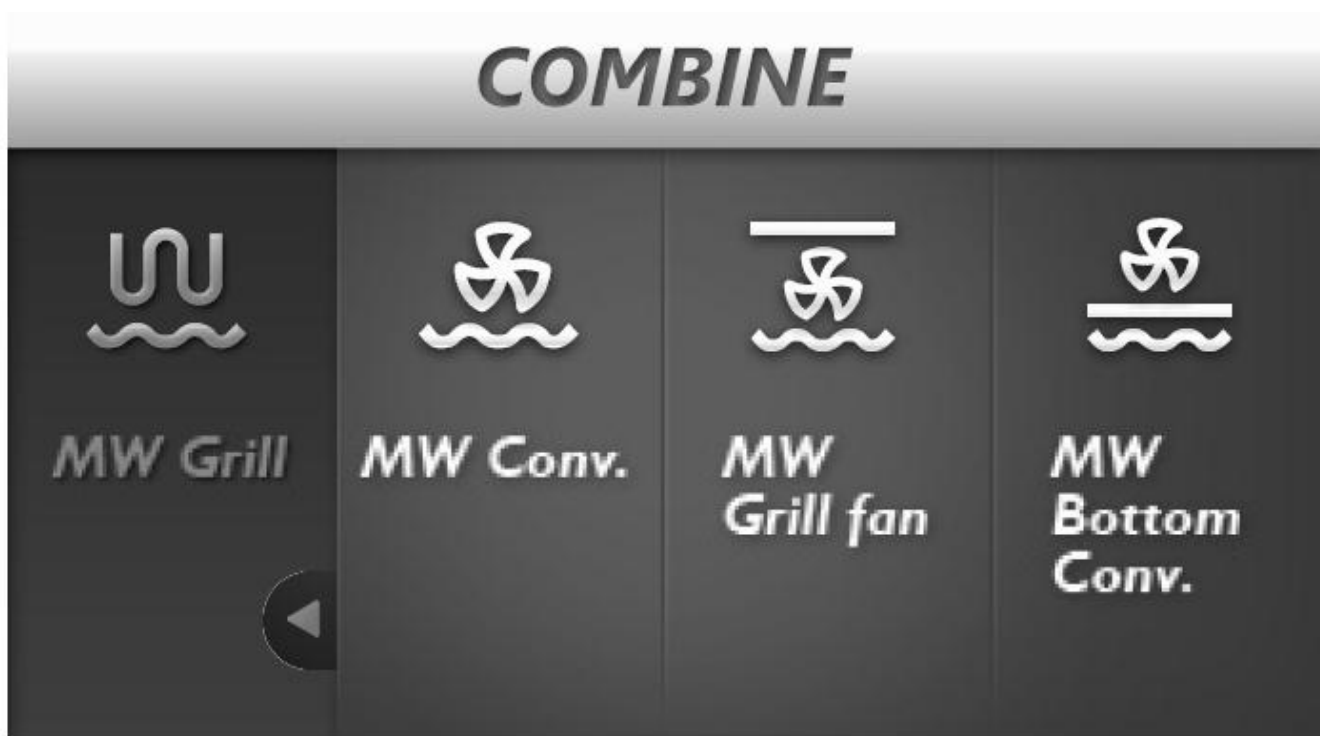 COMBINE
MW Grill
MW Conv.
MW
Grill fan
MW
Bottom
Conv.